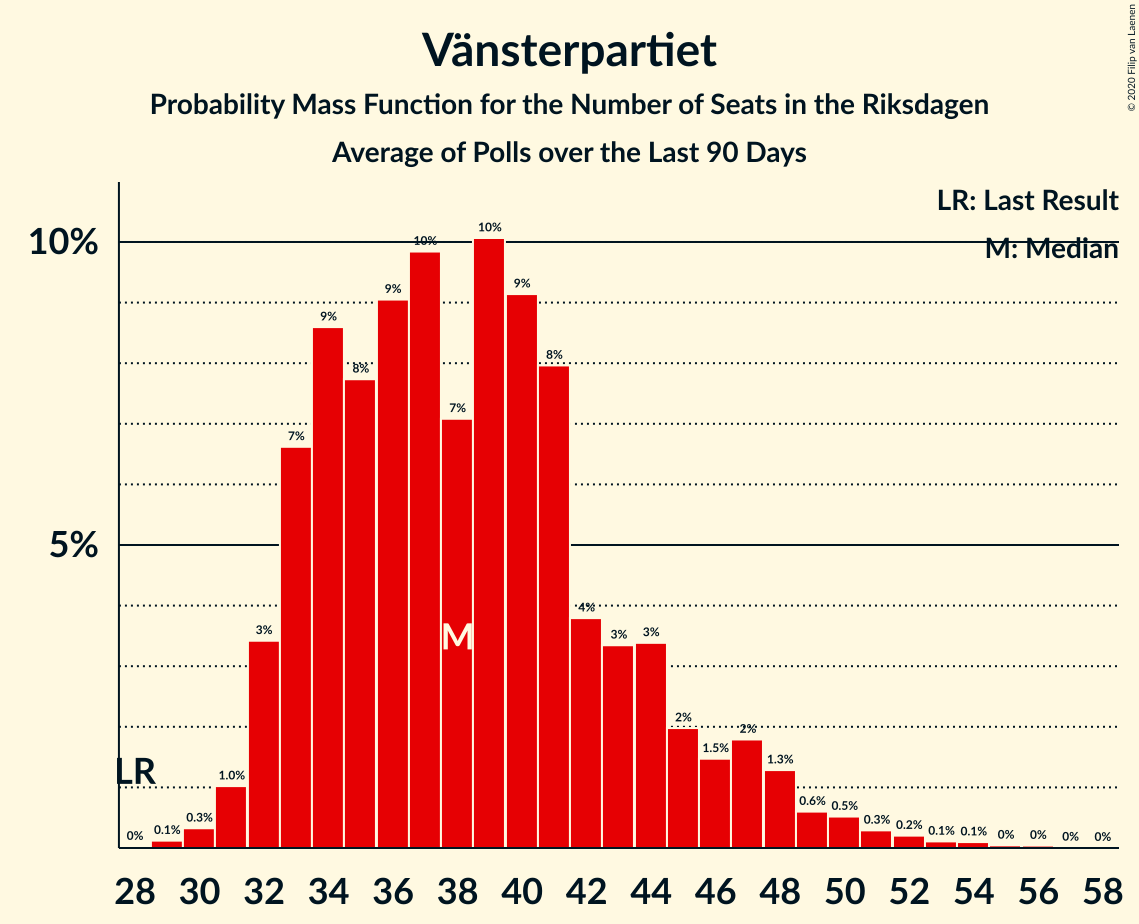 Vänsterpartiet
Probability Mass Function for the Number of Seats in the Riksdagen
Average of Polls over the Last 90 Days
© 2020 Filip van Laenen
LR: Last Result
M: Median
10%
5%
LR
M
0% 0.1% 0.3% 1.0% 3% 7% 9% 8% 9% 10% 7% 10% 9% 8% 4% 3% 3% 2% 1.5% 2% 1.3% 0.6% 0.5% 0.3% 0.2% 0.1% 0.1% 0% 0% 0% 0%
28 30 32 34 36 38 40 42 44 46 48 50 52 54 56 58